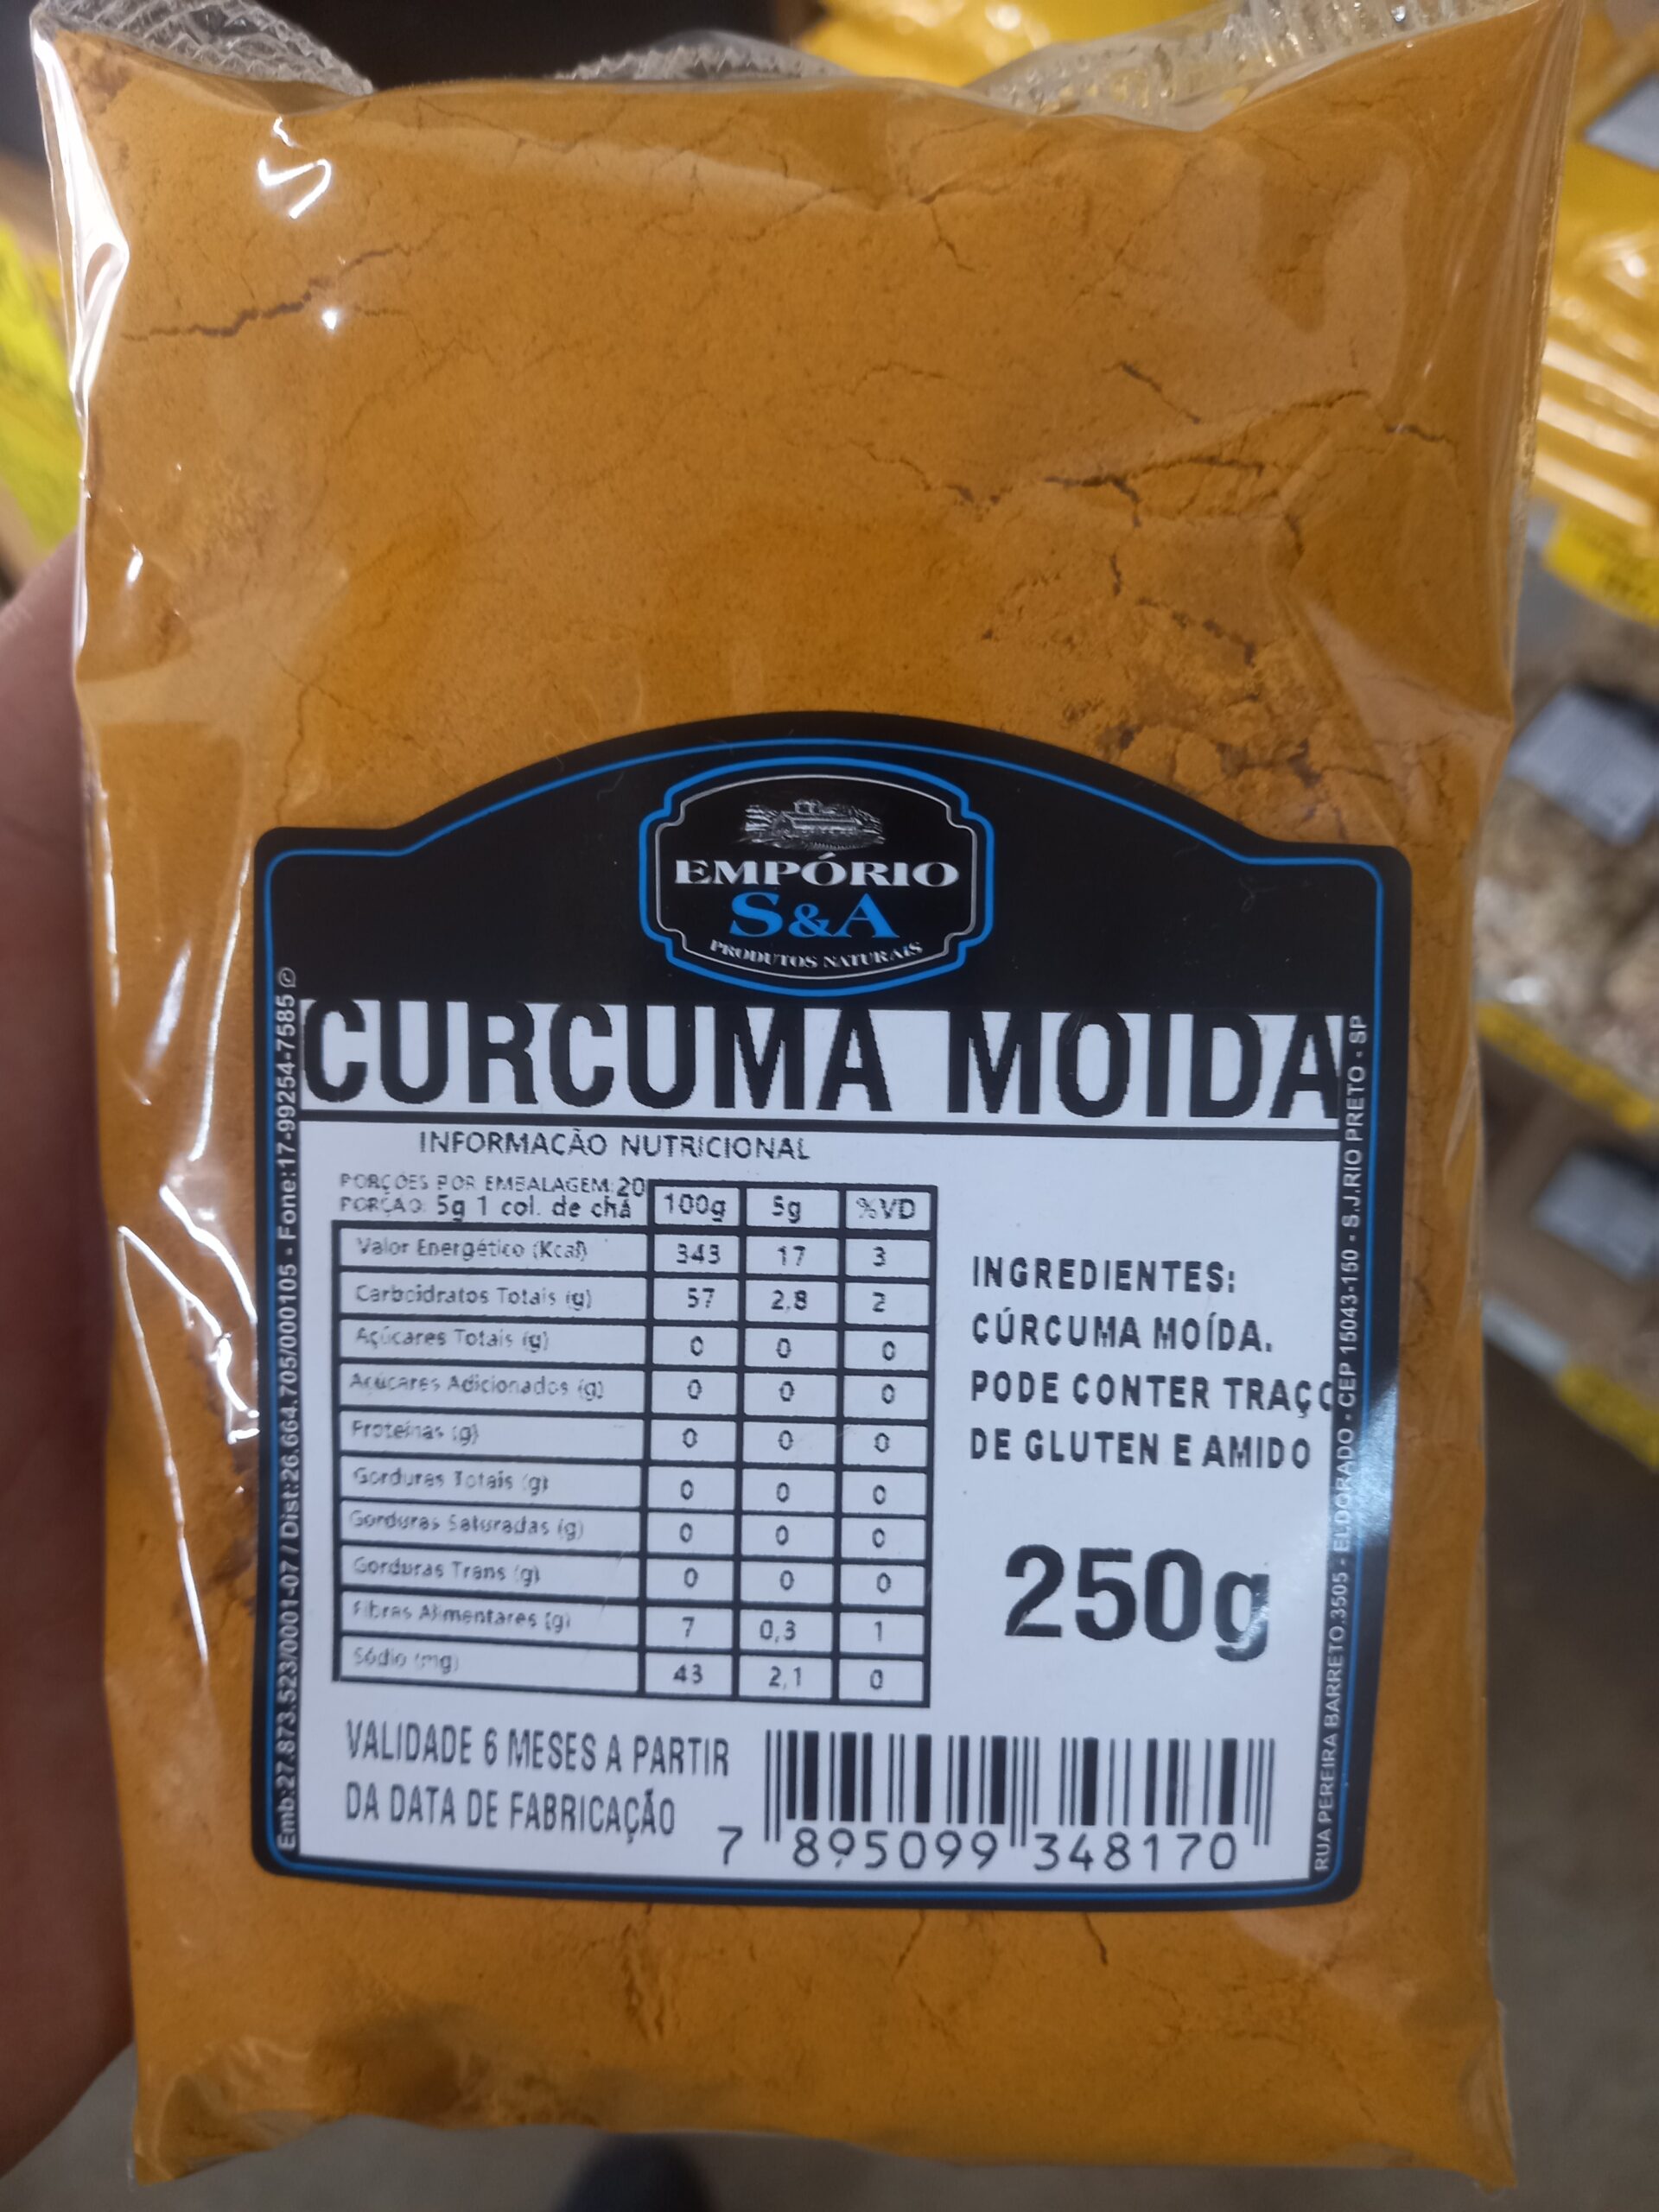 EMPÓRIO
S&A
PRODUTOS NATURAIS
CURCUMA MOIDA
INFORMAÇÃO NUTRICIONAL
PORÇOES POR EMBALAGEM:20
PORÇAO: 5g 1 col. de chá 100g 5g %VD
Valor Energético (Kcal) 343 17 3
Carboidratos Totais (g) 57 2,8 2
Açúcares Totais (g) 0 0 0
Acúcares Adicionados (g) 0 0 0
Proteínas (g) 0 0 0
Gorduras Totais (g) 0 0 0
Gorduras Saturadas (g) 0 0 0
Gorduras Trans (g) 0 0 0
Fibras Alimentares (g) 7 0,3 1
Sódio (mg) 43 2,1 0
INGREDIENTES:
CÚRCUMA MOÍDA.
PODE CONTER TRAÇO
DE GLUTEN E AMIDO
250g
VALIDADE 6 MESES A PARTIR
DA DATA DE FABRICAÇÃO
7 895099 348170
Emb:27.873.523/0001-07 / Dist:26.664.705/000105 - Fone:17-99254-7585
RUA PEREIRA BARRETO,3505 - ELDORADO - CEP 15043-150 - S.J.RIO PRETO - SP